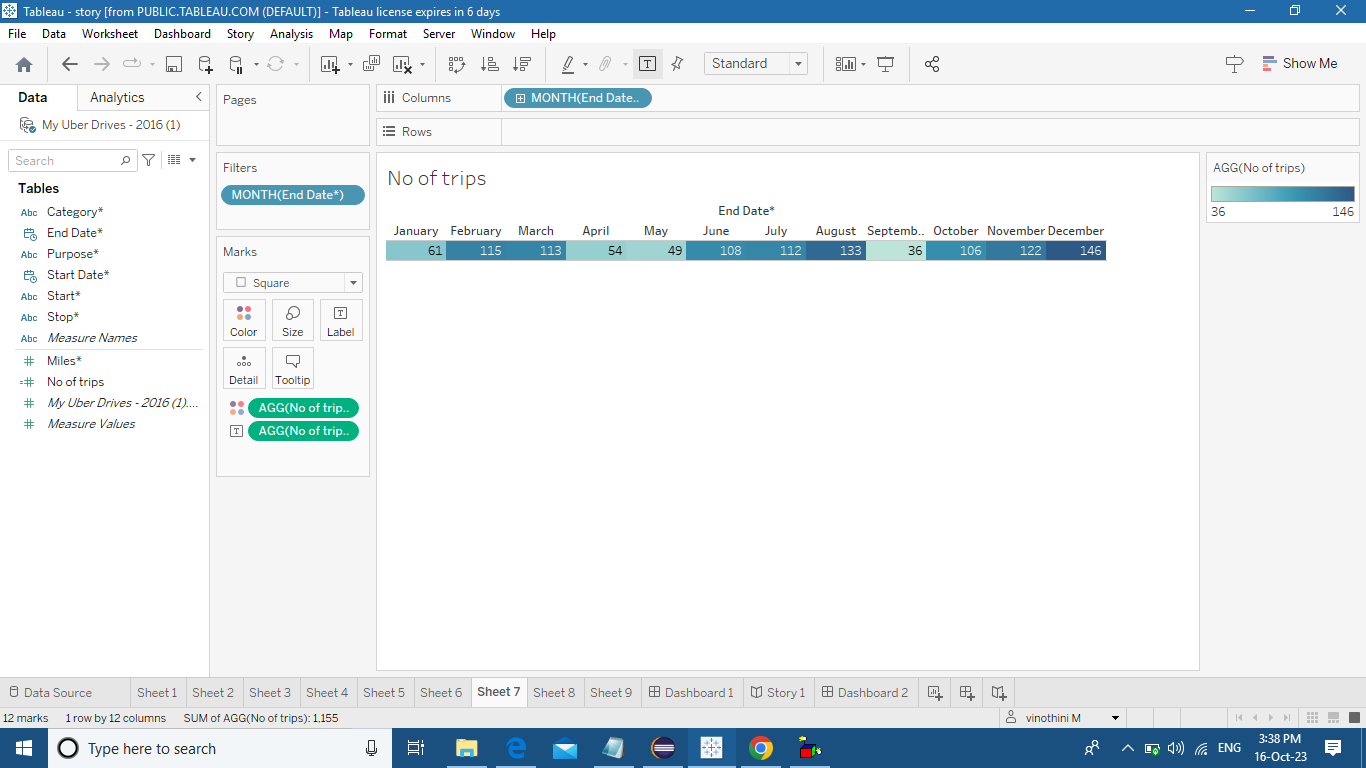 Tableau - story [from PUBLIC.TABLEAU.COM (DEFAULT)] - Tableau license expires in 6 days
File Data Worksheet Dashboard Story Analysis Map Format Server Window Help
Standard
Show Me
Data Analytics
My Uber Drives - 2016 (1)
Search
Tables
Abc Category*
End Date*
Abc Purpose*
Start Date*
Abc Start*
Abc Stop*
Abc Measure Names
Miles*
No of trips
My Uber Drives - 2016 (1)....
Measure Values
Pages
Filters
MONTH(End Date*)
Marks
Square
Color Size Label
Detail Tooltip
AGG(No of trip..
AGG(No of trip..
Columns MONTH(End Date..
Rows
No of trips
End Date*
January February March April May June July August Septemb.. October November December
61 115 113 54 49 108 112 133 36 106 122 146
AGG(No of trips)
36 146
Data Source Sheet 1 Sheet 2 Sheet 3 Sheet 4 Sheet 5 Sheet 6 Sheet 7 Sheet 8 Sheet 9 Dashboard 1 Story 1 Dashboard 2
12 marks 1 row by 12 columns SUM of AGG(No of trips): 1,155 vinothini M
Type here to search ENG 3:38 PM
16-Oct-23